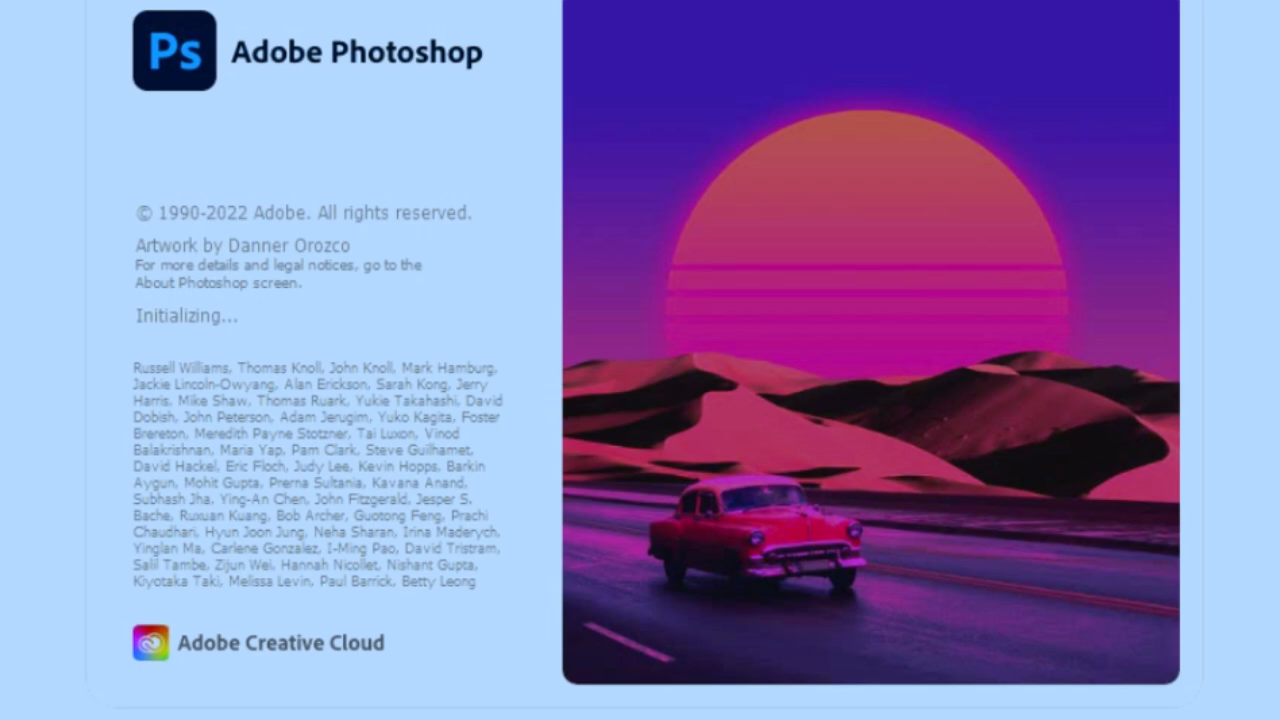 Ps Adobe Photoshop
© 1990-2022 Adobe. All rights reserved.
Artwork by Danner Orozco
For more details and legal notices, go to the
About Photoshop screen.
Initializing...
Russell Williams, Thomas Knoll, John Knoll, Mark Hamburg,
Jackie Lincoln-Owyang, Alan Erickson, Sarah Kong, Jerry
Harris, Mike Shaw, Thomas Ruark, Yukie Takahashi, David
Dobish, John Peterson, Adam Jerugim, Yuko Kagita, Foster
Brereton, Meredith Payne Stotzner, Tai Luxon, Vinod
Balakrishnan, Maria Yap, Pam Clark, Steve Guilhamet,
David Hackel, Eric Floch, Judy Lee, Kevin Hopps, Barkin
Aygun, Mohit Gupta, Prerna Sultania, Kavana Anand,
Subhash Jha, Ying-An Chen, John Fitzgerald, Jesper S.
Bache, Ruxuan Kuang, Bob Archer, Guotong Feng, Prachi
Chaudhari, Hyun Joon Jung, Neha Sharan, Irina Maderych,
Yinglan Ma, Carlene Gonzalez, I-Ming Pao, David Tristram,
Salil Tambe, Zijun Wei, Hannah Nicollet, Nishant Gupta,
Kiyotaka Taki, Melissa Levin, Paul Barrick, Betty Leong
Adobe Creative Cloud